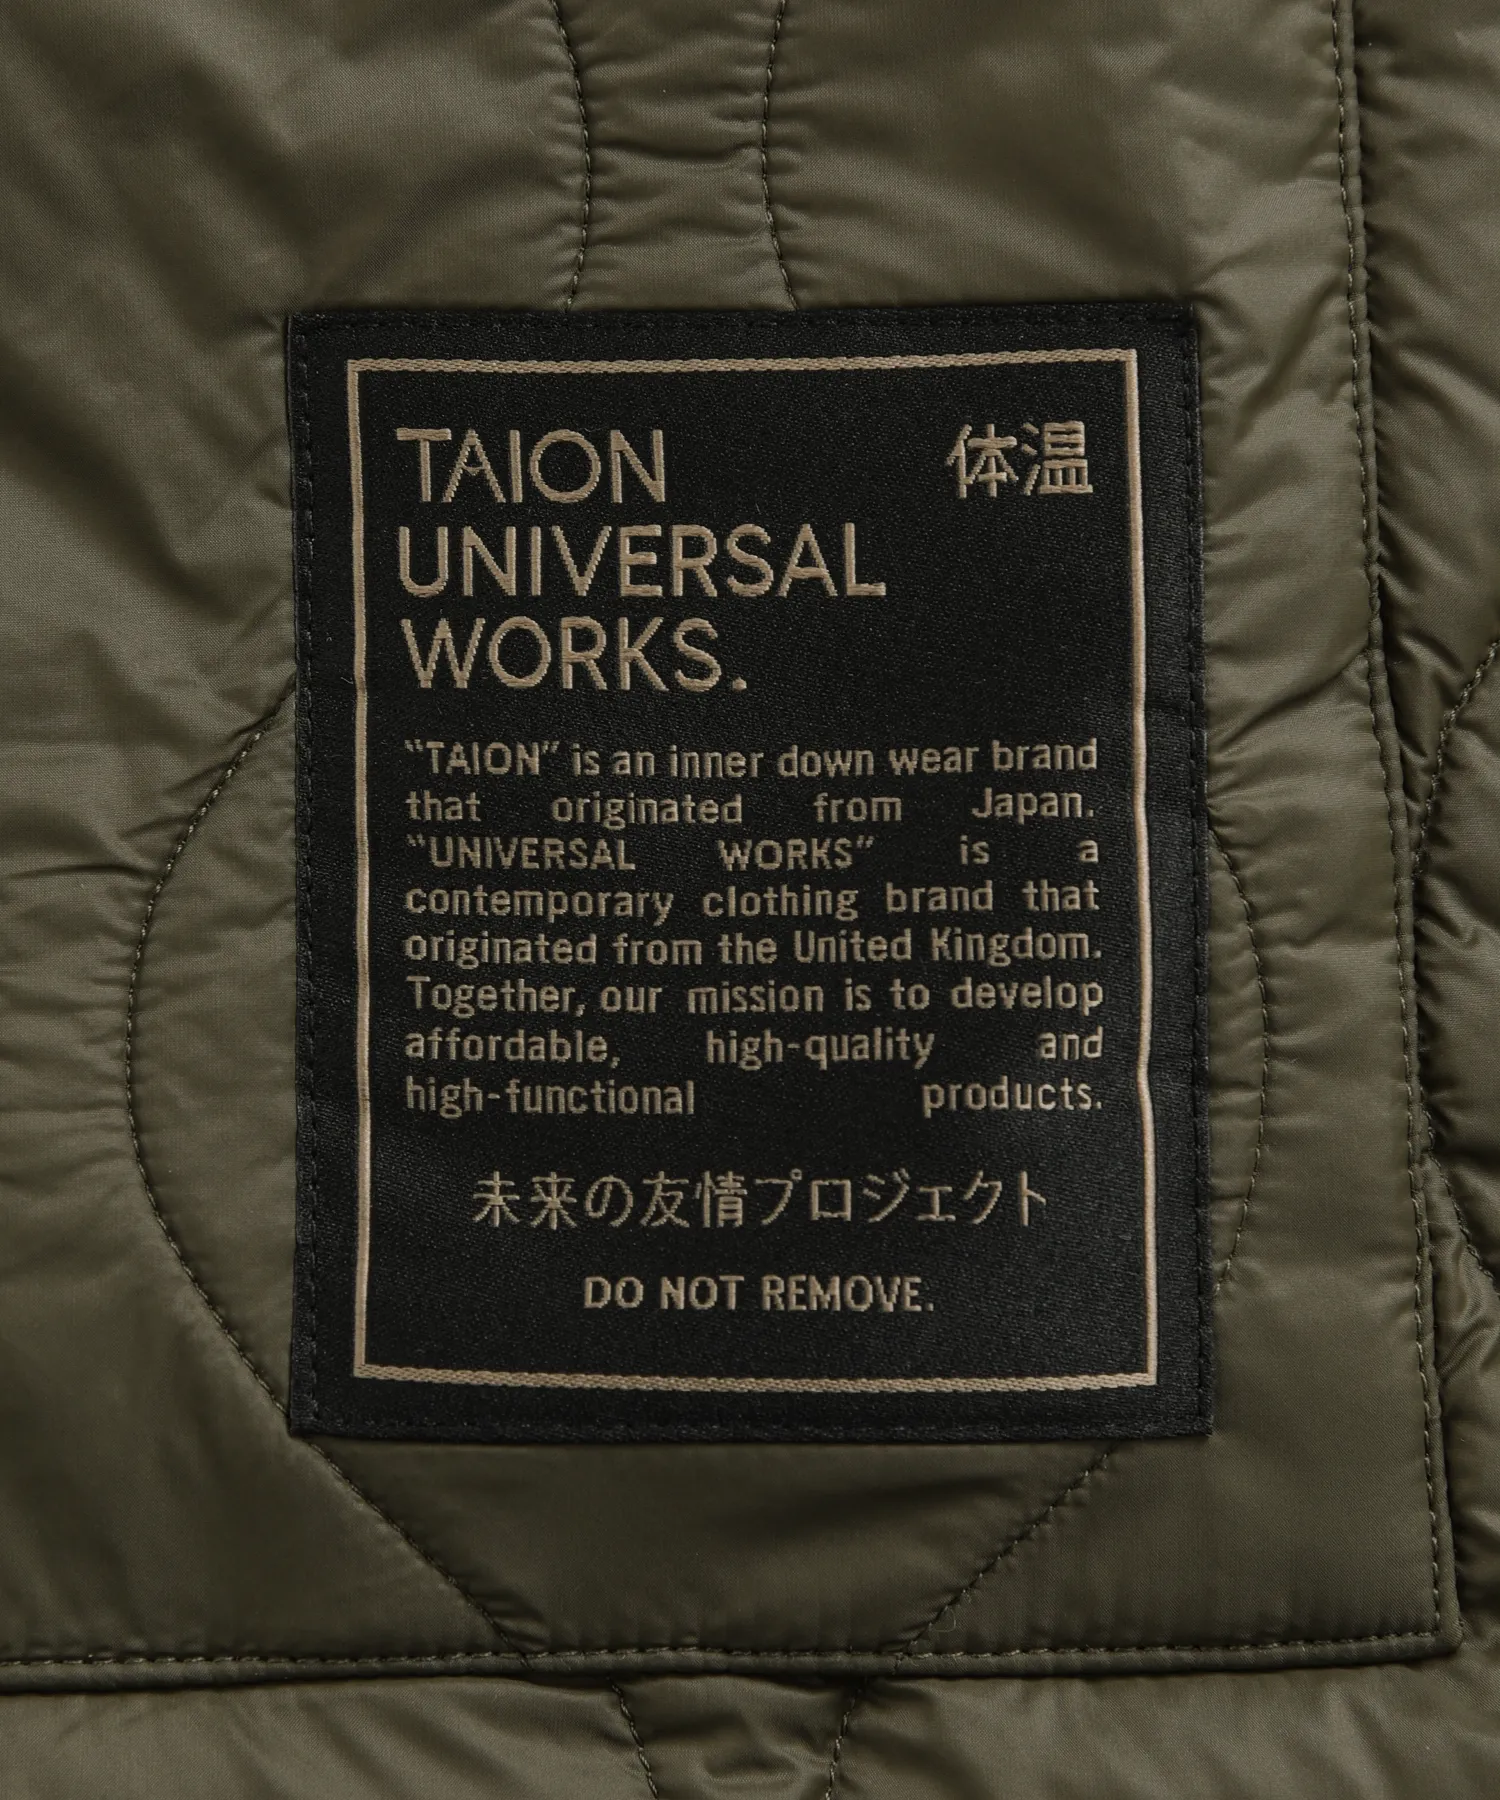 TAION 体温
UNIVERSAL
WORKS.
"TAION" is an inner down wear brand
that originated from Japan.
"UNIVERSAL WORKS" is a
contemporary clothing brand that
originated from the United Kingdom.
Together, our mission is to develop
affordable, high-quality and
high-functional products.
未来の友情プロジェクト
DO NOT REMOVE.